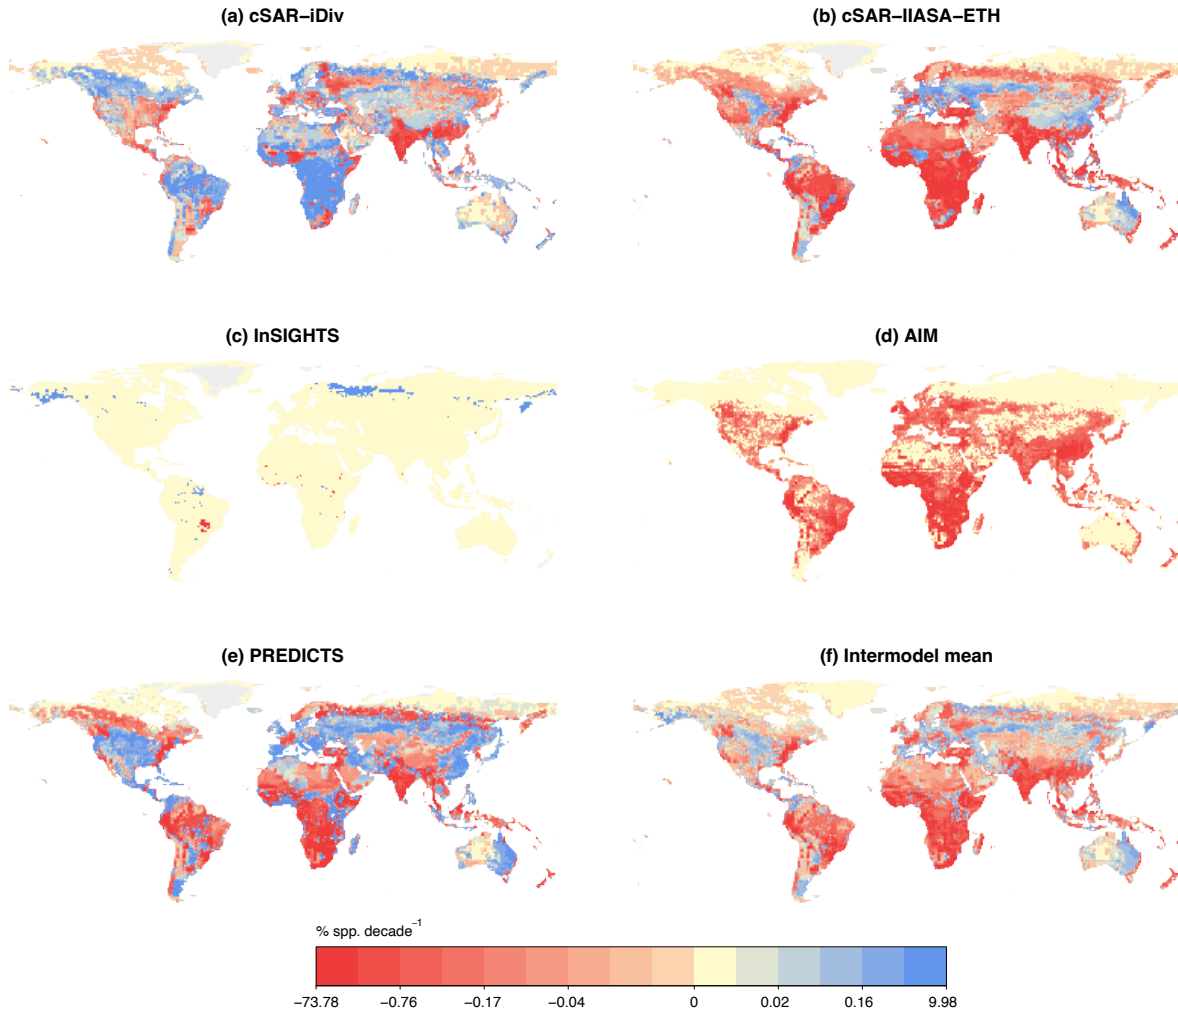 (a) cSAR−iDiv
(b) cSAR−IIASA−ETH
(c) InSIGHTS
(d) AIM
(e) PREDICTS
(f) Intermodel mean
% spp. decade−1
−73.78 −0.76 −0.17 −0.04 0 0.02 0.16 9.98